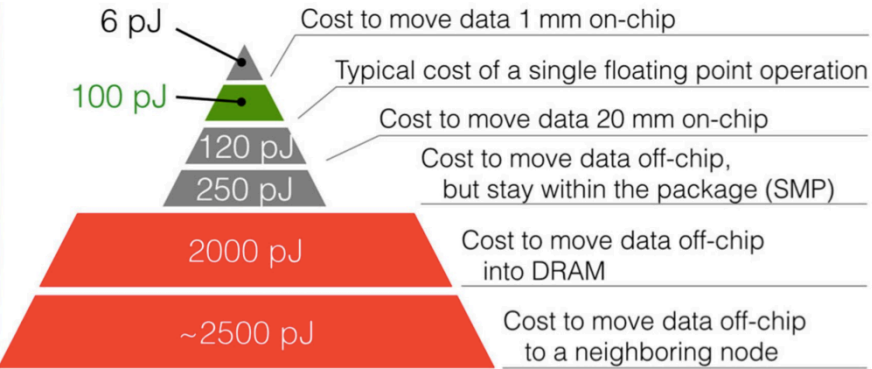 6 pJ
Cost to move data 1 mm on-chip
100 pJ
Typical cost of a single floating point operation
120 pJ
Cost to move data 20 mm on-chip
250 pJ
Cost to move data off-chip,
but stay within the package (SMP)
2000 pJ
Cost to move data off-chip
into DRAM
~2500 pJ
Cost to move data off-chip
to a neighboring node